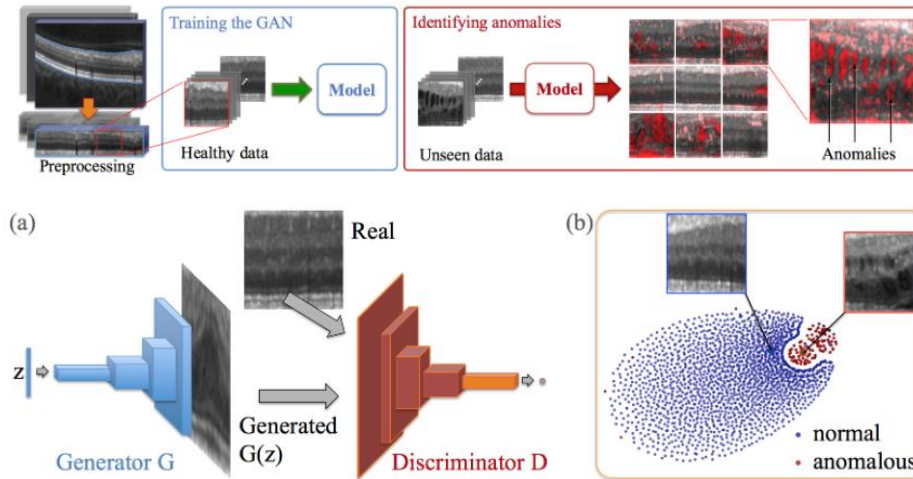 Training the GAN
Identifying anomalies
Model
Model
Preprocessing
Healthy data
Unseen data
Anomalies
(a)
Real
(b)
z
Generated
G(z)
Generator G
Discriminator D
normal
anomalous